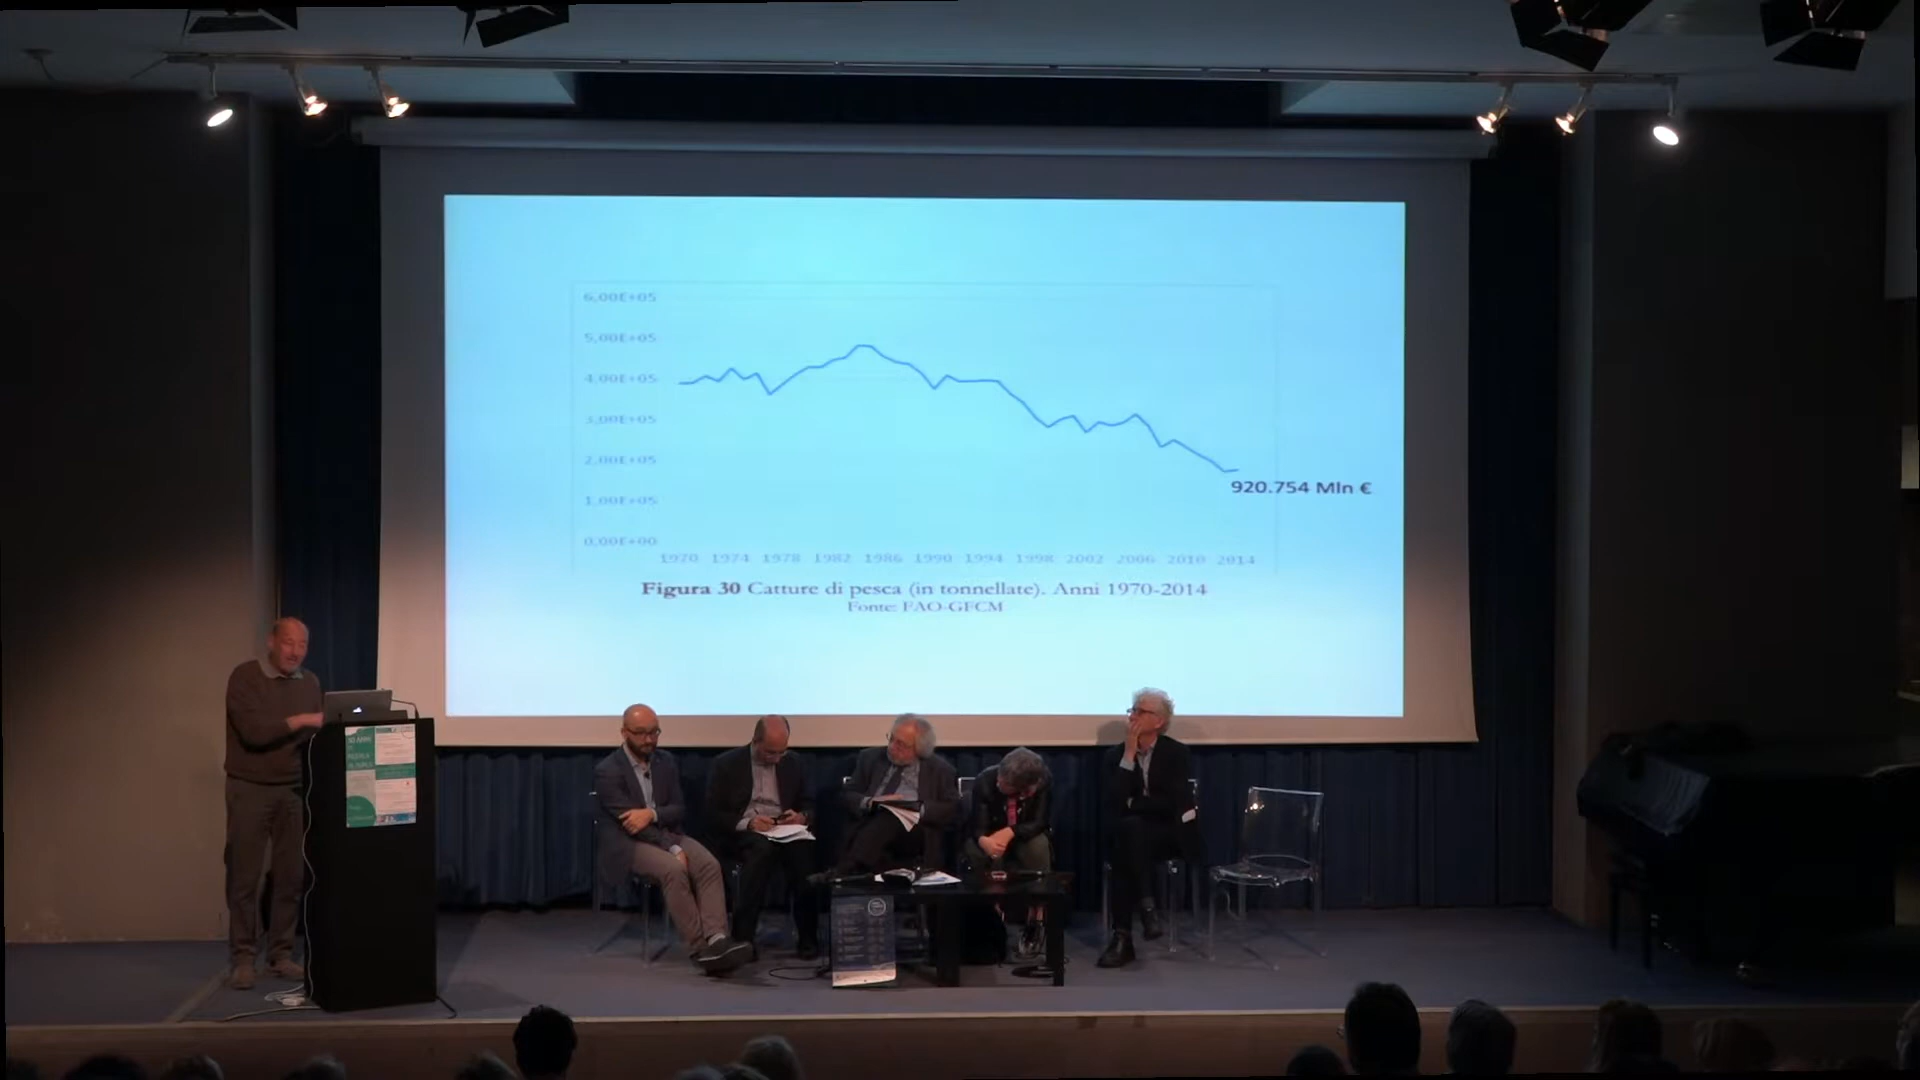 6,00E+05
5,00E+05
4,00E+05
3,00E+05
2,00E+05
1,00E+05
0,00E+00
1970 1974 1978 1982 1986 1990 1994 1998 2002 2006 2010 2014
920.754 Mln €
Figura 30 Catture di pesca (in tonnellate). Anni 1970-2014
Fonte: FAO-GFCM